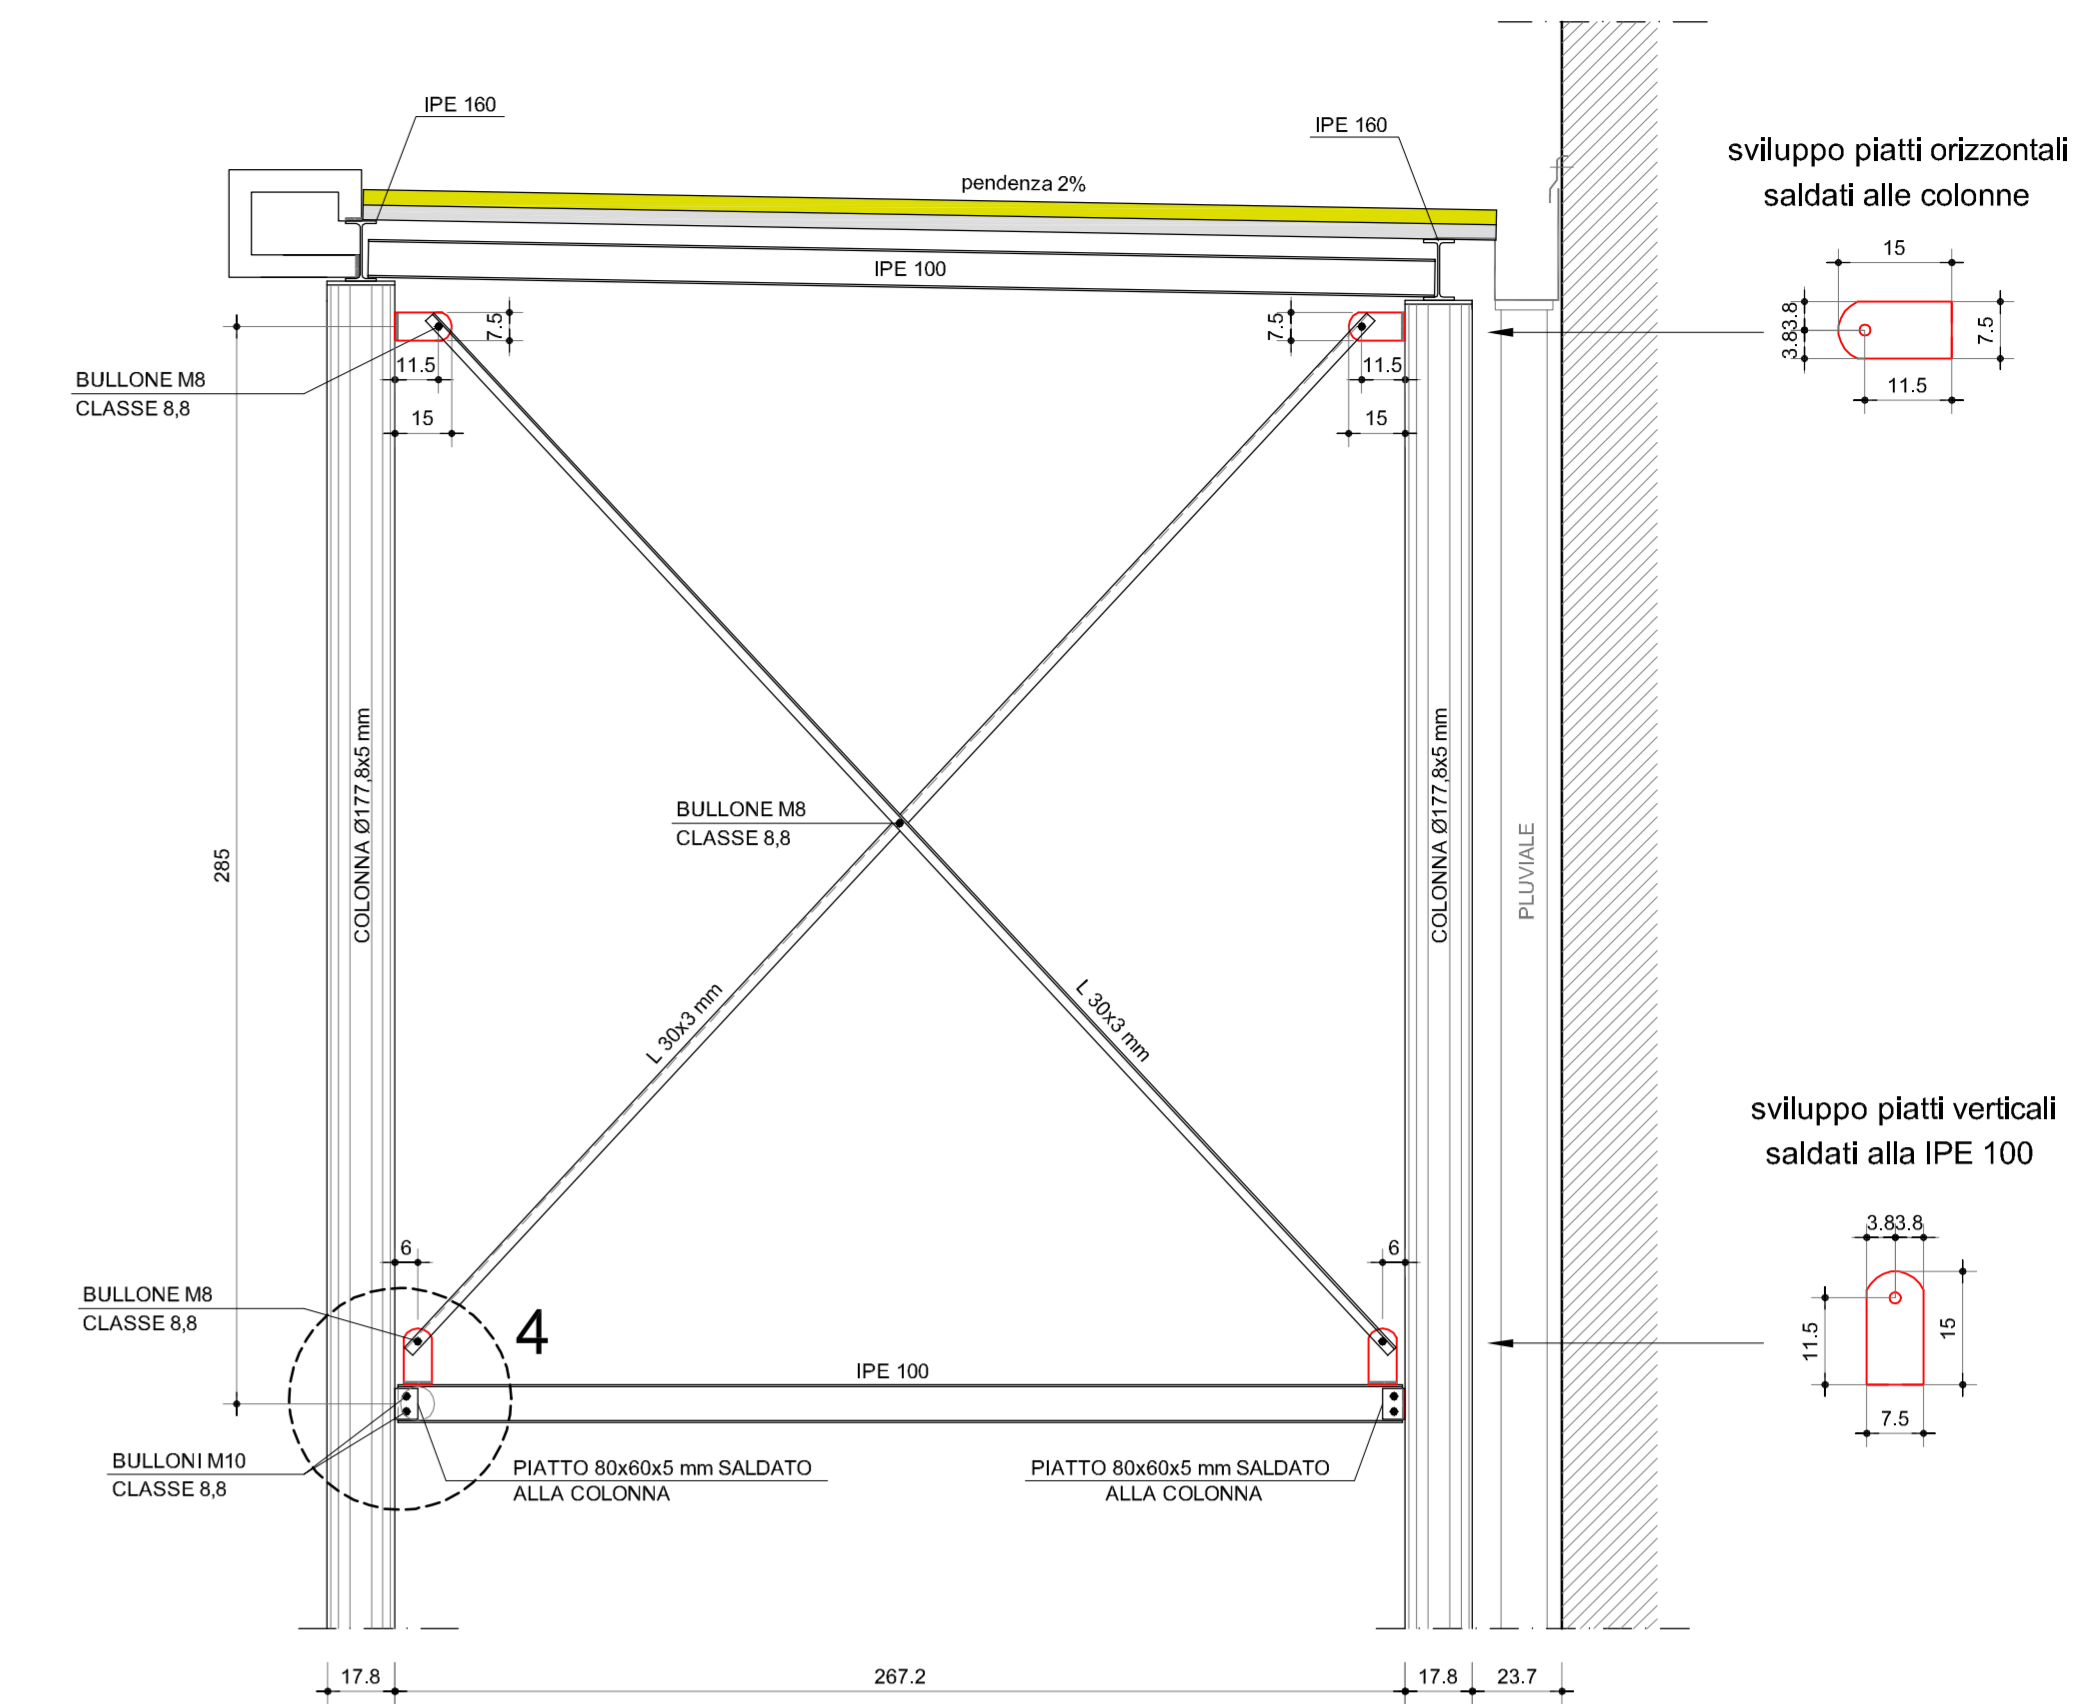 IPE 160
IPE 160
pendenza 2%
IPE 100
sviluppo piatti orizzontali
saldati alle colonne
15
3.83.8
7.5
11.5
7.5
7.5
11.5
11.5
15
15
BULLONE M8
CLASSE 8,8
COLONNA Ø177,8x5 mm
COLONNA Ø177,8x5 mm
PLUVIALE
285
BULLONE M8
CLASSE 8,8
L 30x3 mm
L 30x3 mm
sviluppo piatti verticali
saldati alla IPE 100
3.83.8
11.5
15
7.5
6
6
BULLONE M8
CLASSE 8,8
4
IPE 100
BULLONI M10
CLASSE 8,8
PIATTO 80x60x5 mm SALDATO
ALLA COLONNA
PIATTO 80x60x5 mm SALDATO
ALLA COLONNA
17.8
267.2
17.8
23.7